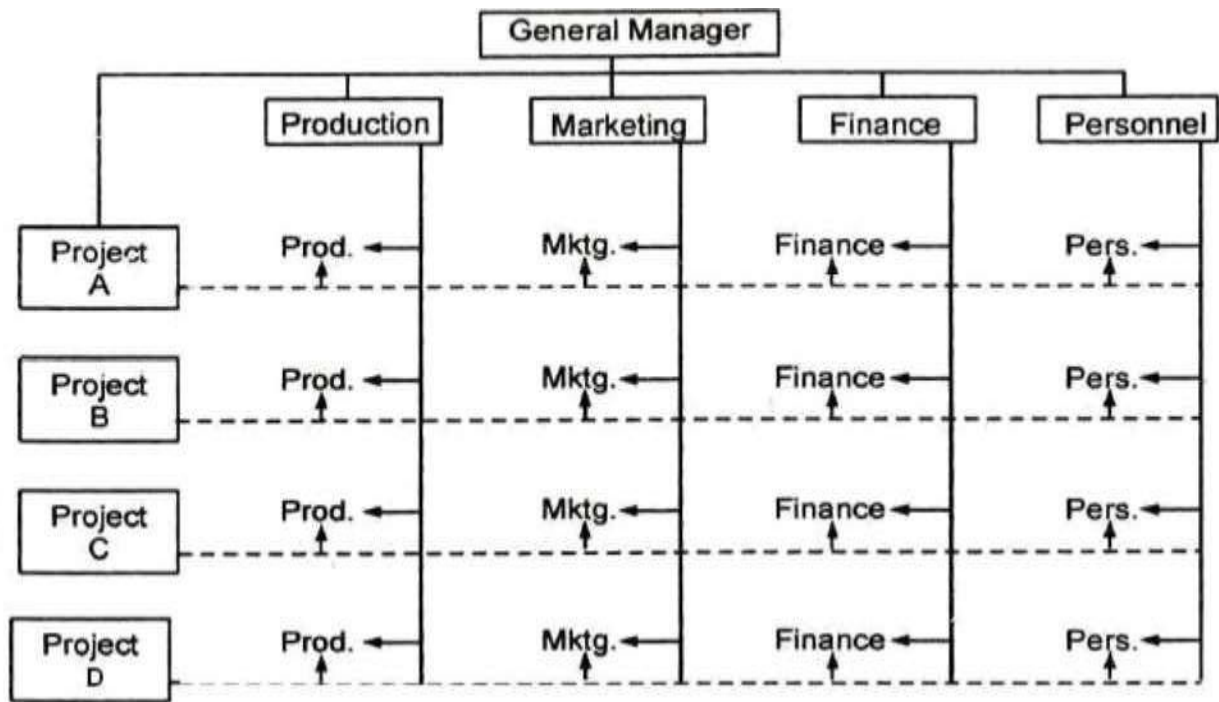 General Manager
Production Marketing Finance Personnel
Project
A
Prod. Mktg. Finance Pers.
Project
B
Prod. Mktg. Finance Pers.
Project
C
Prod. Mktg. Finance Pers.
Project
D
Prod. Mktg. Finance Pers.